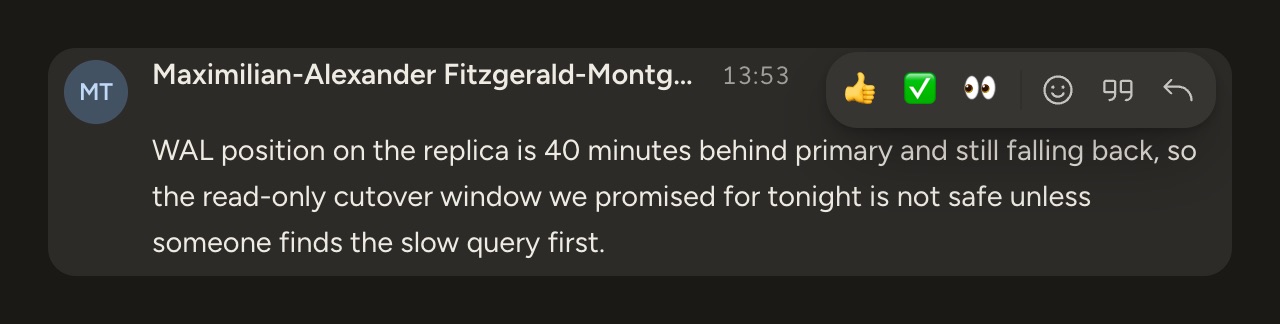 MT
Maximilian-Alexander Fitzgerald-Montg...
13:53
WAL position on the replica is 40 minutes behind primary and still falling back, so
the read-only cutover window we promised for tonight is not safe unless
someone finds the slow query first.